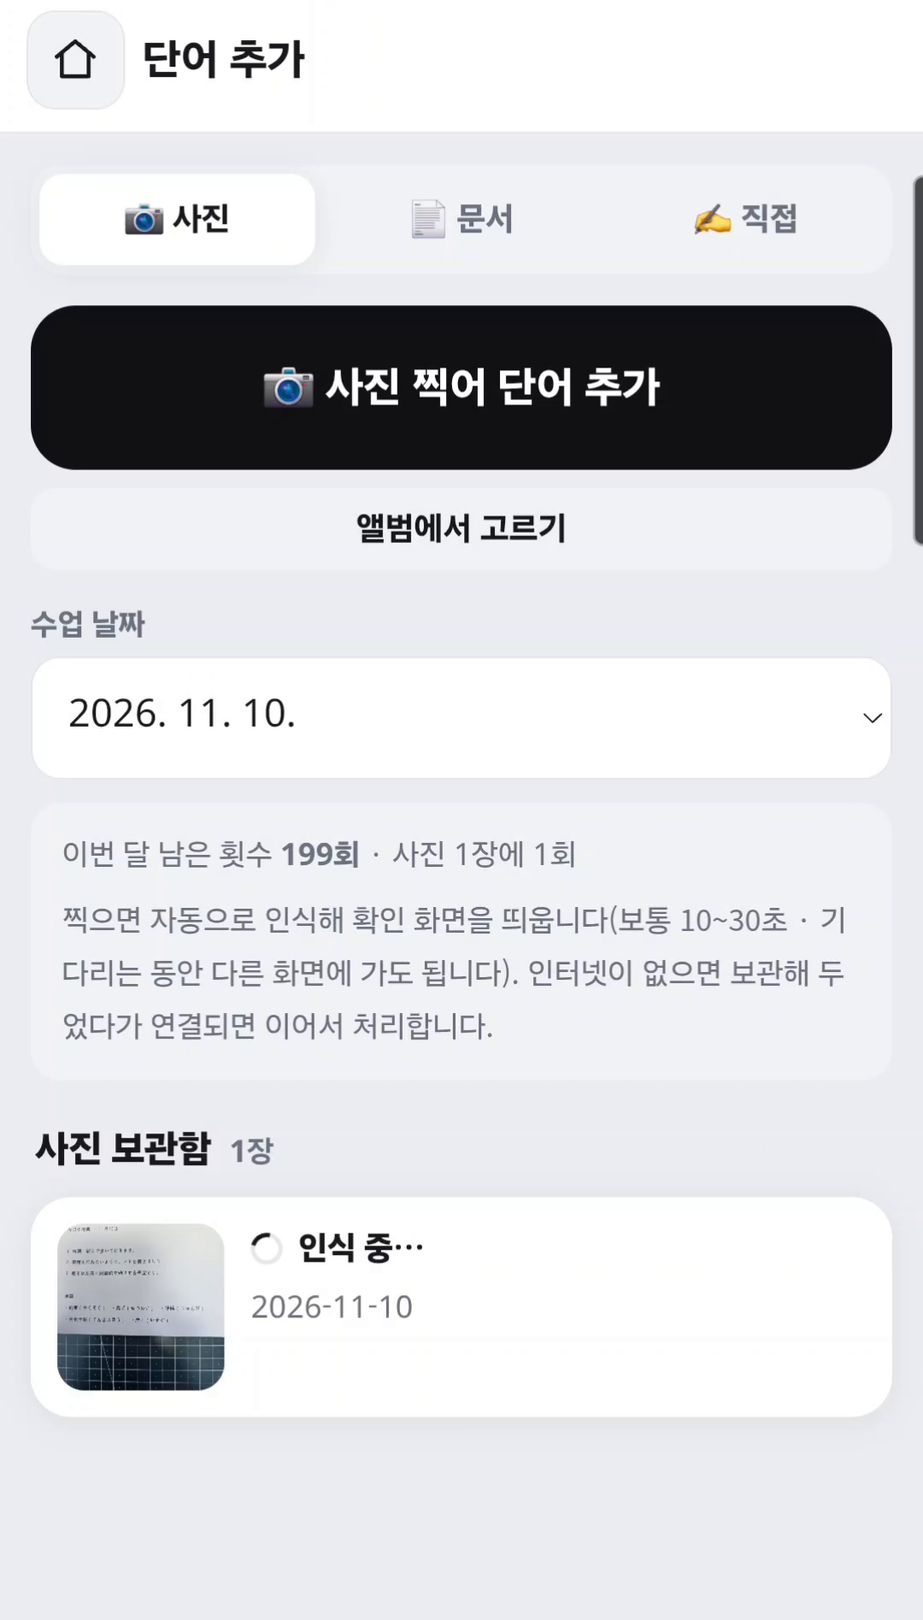 단어 추가
📷 사진
📄 문서
✍️ 직접
📷 사진 찍어 단어 추가
앨범에서 고르기
수업 날짜
2026. 11. 10.
이번 달 남은 횟수 199회 · 사진 1장에 1회
찍으면 자동으로 인식해 확인 화면을 띄웁니다(보통 10~30초 · 기
다리는 동안 다른 화면에 가도 됩니다). 인터넷이 없으면 보관해 두
었다가 연결되면 이어서 처리합니다.
사진 보관함 1장
인식 중…
2026-11-10